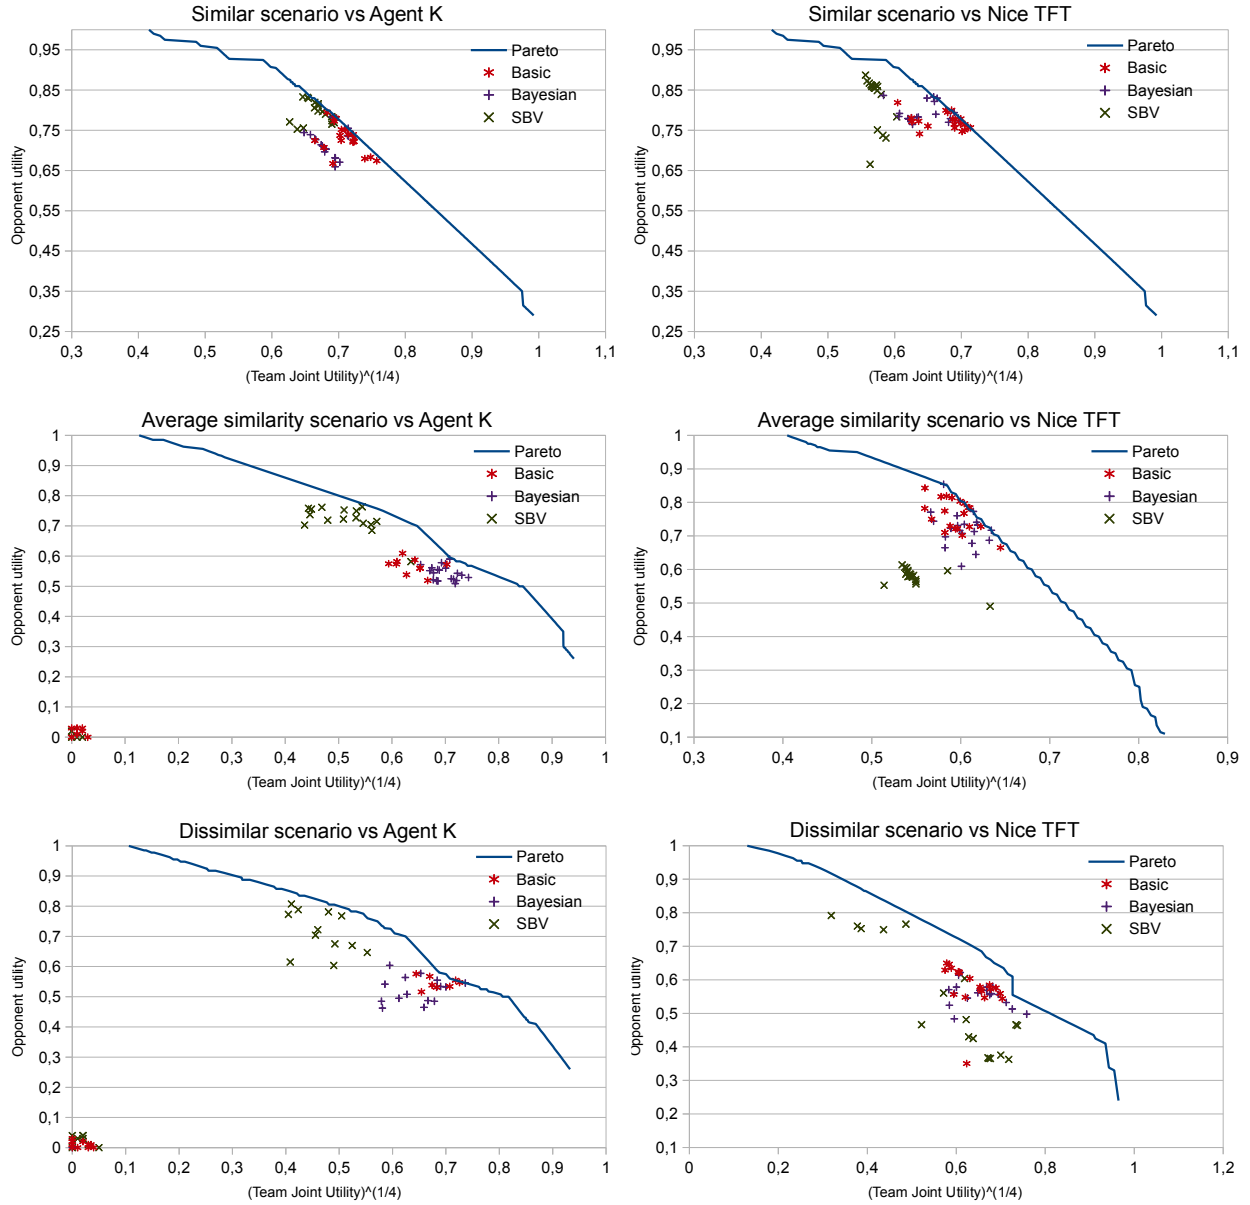 Similar scenario vs Agent K
0,95
0,85
0,75
0,65
0,55
0,45
0,35
0,25
Opponent utility
Pareto
Basic
Bayesian
SBV
0,3 0,4 0,5 0,6 0,7 0,8 0,9 1 1,1
(Team Joint Utility)^(1/4)
Similar scenario vs Nice TFT
0,95
0,85
0,75
0,65
0,55
0,45
0,35
0,25
Opponent utility
Pareto
Basic
Bayesian
SBV
0,3 0,4 0,5 0,6 0,7 0,8 0,9 1 1,1
(Team Joint Utility)^(1/4)
Average similarity scenario vs Agent K
1
0,9
0,8
0,7
0,6
0,5
0,4
0,3
0,2
0,1
0
Opponent utility
Pareto
Basic
Bayesian
SBV
0 0,1 0,2 0,3 0,4 0,5 0,6 0,7 0,8 0,9 1
(Team Joint Utility)^(1/4)
Average similarity scenario vs Nice TFT
1
0,9
0,8
0,7
0,6
0,5
0,4
0,3
0,2
0,1
Opponent utility
Pareto
Basic
Bayesian
SBV
0,3 0,4 0,5 0,6 0,7 0,8 0,9
(Team Joint Utility)^(1/4)
Dissimilar scenario vs Agent K
1
0,9
0,8
0,7
0,6
0,5
0,4
0,3
0,2
0,1
0
Opponent utility
Pareto
Basic
Bayesian
SBV
0 0,1 0,2 0,3 0,4 0,5 0,6 0,7 0,8 0,9 1
(Team Joint Utility)^(1/4)
Dissimilar scenario vs Nice TFT
1
0,9
0,8
0,7
0,6
0,5
0,4
0,3
0,2
0,1
Opponent utility
Pareto
Basic
Bayesian
SBV
0 0,2 0,4 0,6 0,8 1 1,2
(Team Joint Utility)^(1/4)